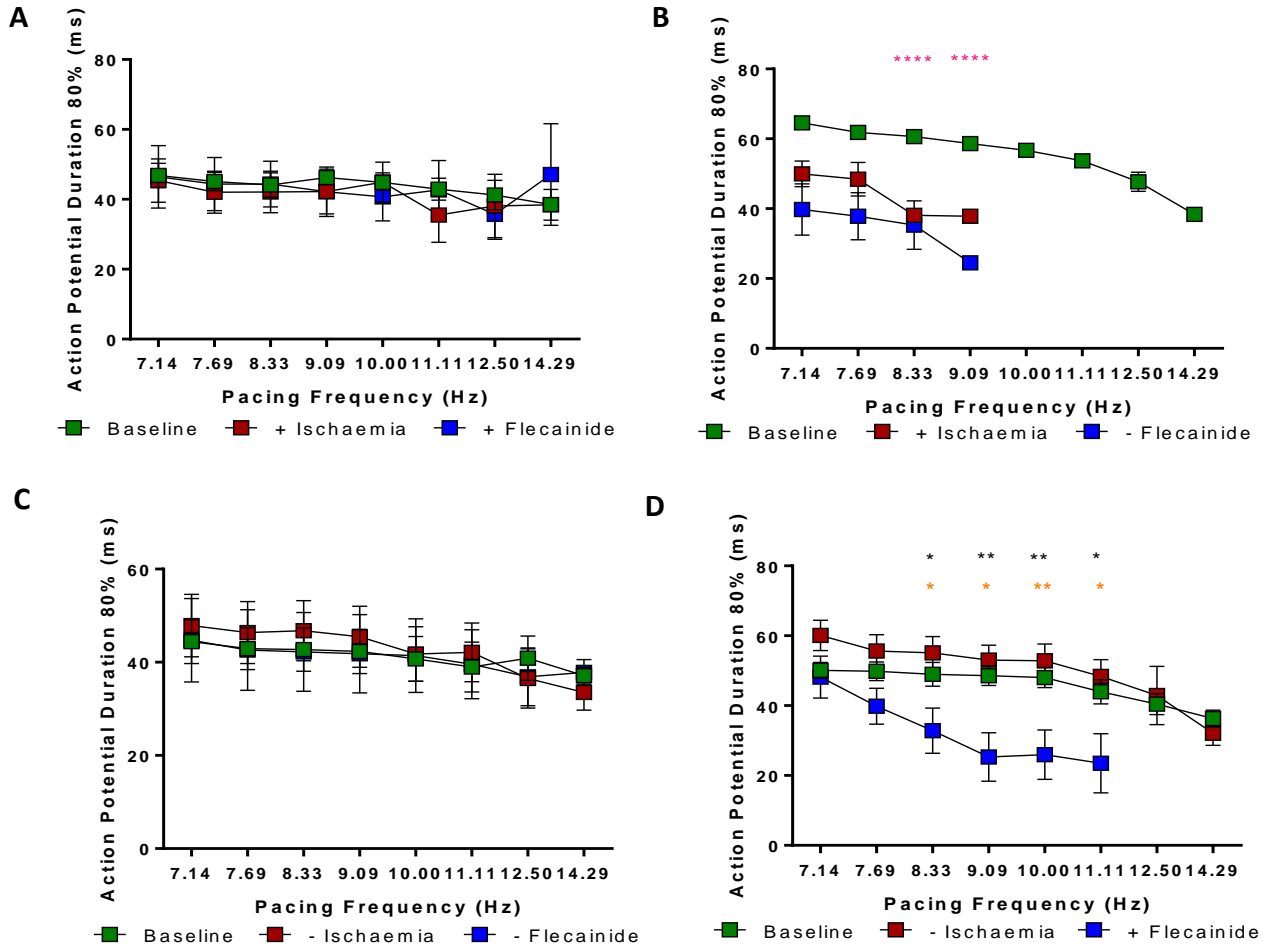 A
Action Potential Duration 80% (ms)
80
60
40
20
0
7.14 7.69 8.33 9.09 10.00 11.11 12.50 14.29
Pacing Frequency (Hz)
Baseline + Ischaemia + Flecainide
B
**** ****
Action Potential Duration 80% (ms)
80
60
40
20
0
7.14 7.69 8.33 9.09 10.00 11.11 12.50 14.29
Pacing Frequency (Hz)
Baseline + Ischaemia - Flecainide
C
Action Potential Duration 80% (ms)
60
40
20
0
7.14 7.69 8.33 9.09 10.00 11.11 12.50 14.29
Pacing Frequency (Hz)
Baseline - Ischaemia - Flecainide
D
* ** ** *
* * ** *
Action Potential Duration 80% (ms)
80
60
40
20
0
7.14 7.69 8.33 9.09 10.00 11.11 12.50 14.29
Pacing Frequency (Hz)
Baseline - Ischaemia + Flecainide